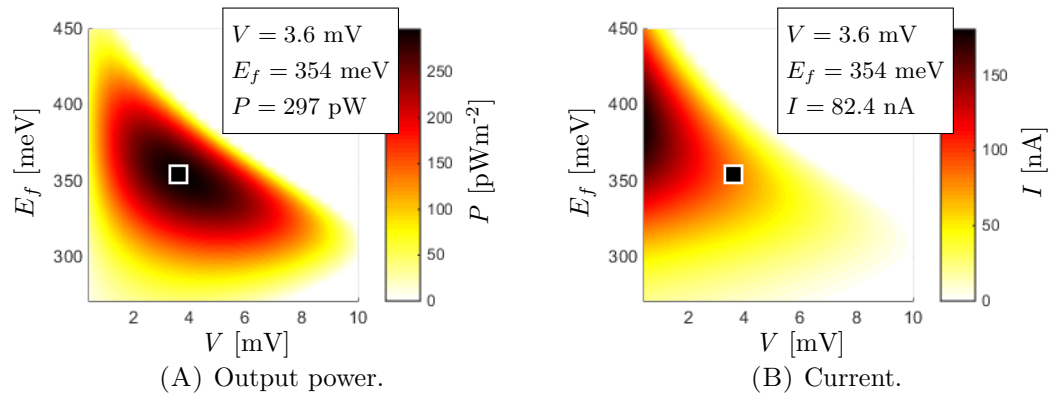 450
400
350
300
E_f [meV]
2
4
6
8
10
V [mV]
V = 3.6 mV
E_f = 354 meV
P = 297 pW
250
200
150
100
50
0
P [pWm^{-2}]
(A) Output power.
450
400
350
300
E_f [meV]
2
4
6
8
10
V [mV]
V = 3.6 mV
E_f = 354 meV
I = 82.4 nA
150
100
50
0
I [nA]
(B) Current.